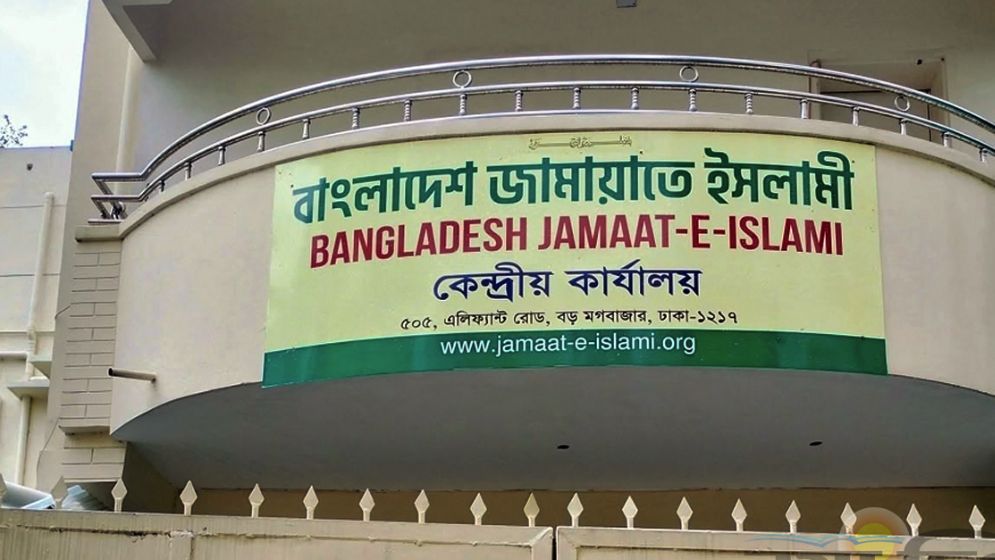 বাংলাদেশ জামায়াতে ইসলামী
BANGLADESH JAMAAT-E-ISLAMI
কেন্দ্রীয় কার্যালয়
৫০৫, এলিফ্যান্ট রোড, বড় মগবাজার, ঢাকা-১২১৭
www.jamaat-e-islami.org